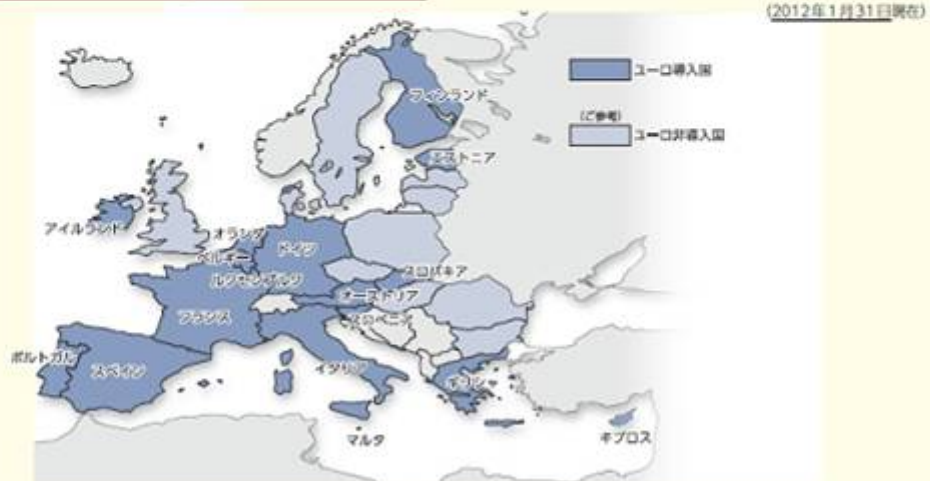 (2012年1月31日現在)
ユーロ導入国
フィンランド
(ご参考)
ユーロ非導入国
エストニア
アイルランド
オランダ
ドイツ
ベルギー
スロバキア
ルクセンブルク
オーストリア
フランス
スロベニア
ポルトガル
スペイン
イタリア
ギリシャ
マルタ
キプロス